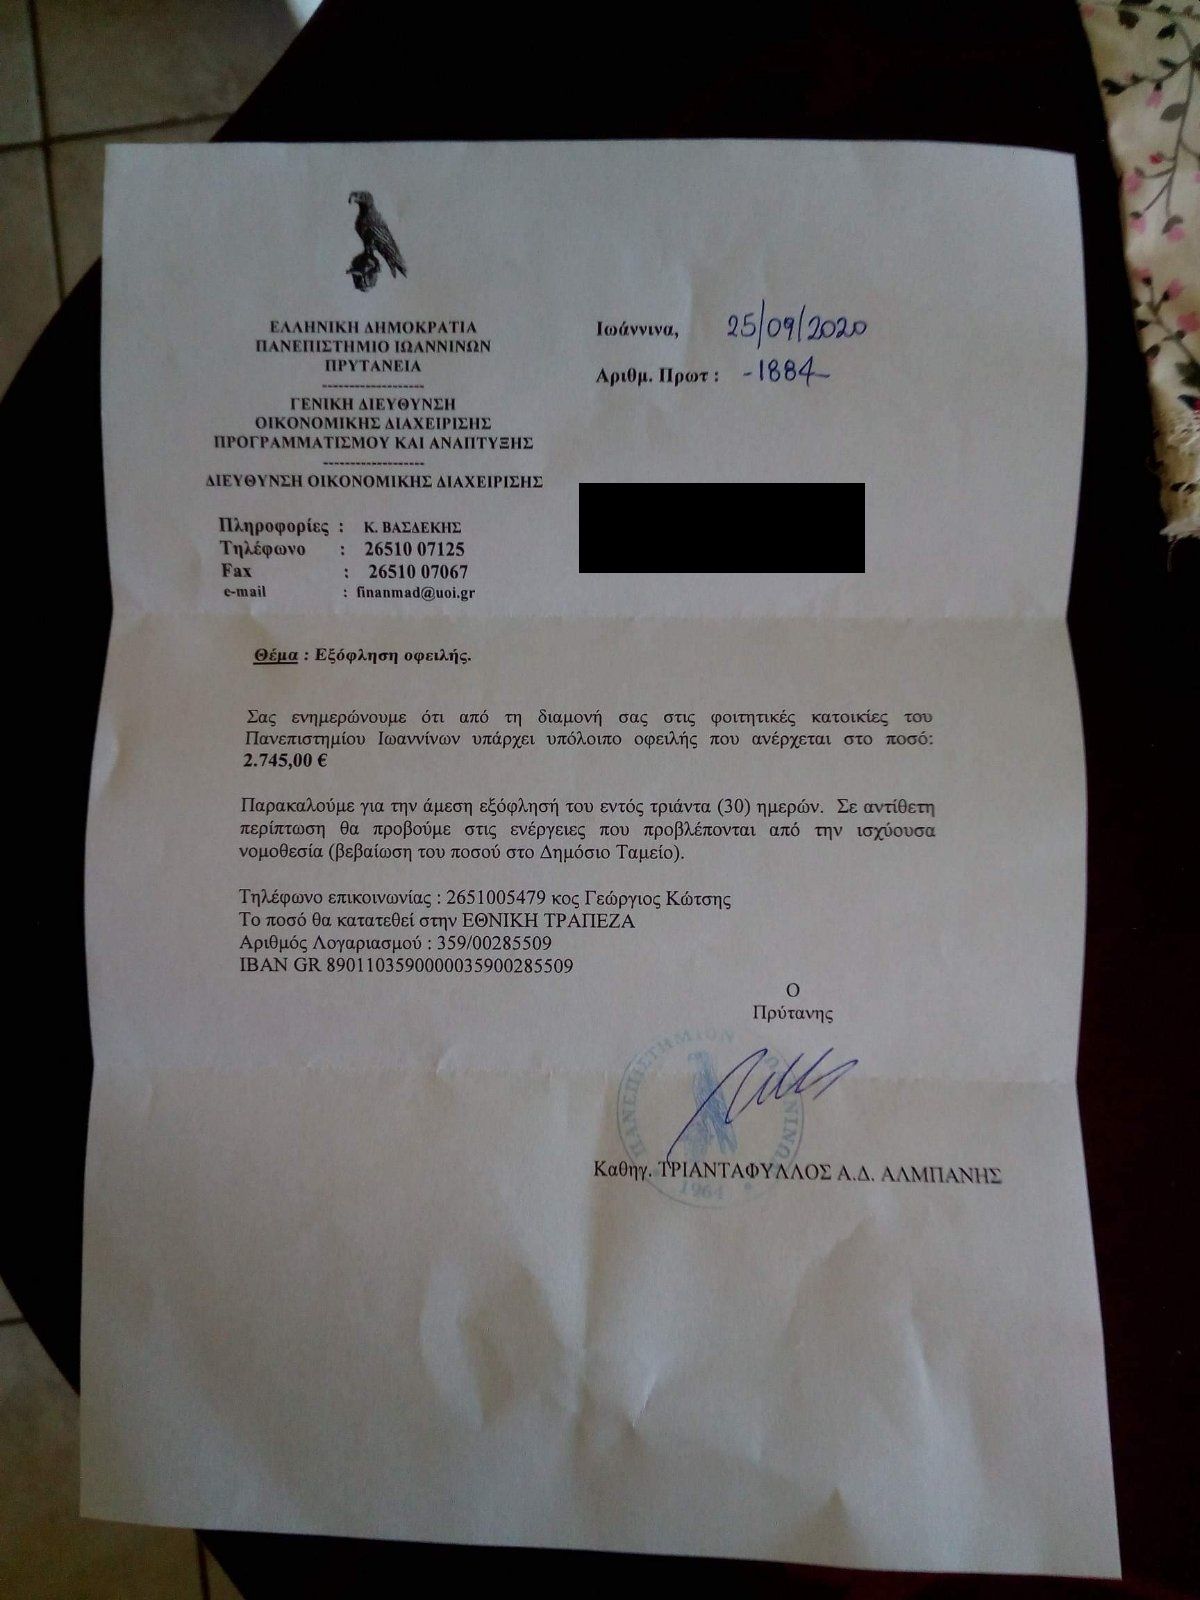 ΕΛΛΗΝΙΚΗ ΔΗΜΟΚΡΑΤΙΑ
ΠΑΝΕΠΙΣΤΗΜΙΟ ΙΩΑΝΝΙΝΩΝ
ΠΡΥΤΑΝΕΙΑ
-------------------
ΓΕΝΙΚΗ ΔΙΕΥΘΥΝΣΗ
ΟΙΚΟΝΟΜΙΚΗΣ ΔΙΑΧΕΙΡΙΣΗΣ
ΠΡΟΓΡΑΜΜΑΤΙΣΜΟΥ ΚΑΙ ΑΝΑΠΤΥΞΗΣ
-------------------
ΔΙΕΥΘΥΝΣΗ ΟΙΚΟΝΟΜΙΚΗΣ ΔΙΑΧΕΙΡΙΣΗΣ
Πληροφορίες : Κ. ΒΑΣΔΕΚΗΣ
Τηλέφωνο : 26510 07125
Fax : 26510 07067
e-mail : finanmad@uoi.gr
Ιωάννινα, 25/09/2020
Αριθμ. Πρωτ : -1884-
Θέμα : Εξόφληση οφειλής.
Σας ενημερώνουμε ότι από τη διαμονή σας στις φοιτητικές κατοικίες του
Πανεπιστημίου Ιωαννίνων υπάρχει υπόλοιπο οφειλής που ανέρχεται στο ποσό:
2.745,00 €
Παρακαλούμε για την άμεση εξόφλησή του εντός τριάντα (30) ημερών. Σε αντίθετη
περίπτωση θα προβούμε στις ενέργειες που προβλέπονται από την ισχύουσα
νομοθεσία (βεβαίωση του ποσού στο Δημόσιο Ταμείο).
Τηλέφωνο επικοινωνίας : 2651005479 κος Γεώργιος Κώτσης
Το ποσό θα κατατεθεί στην ΕΘΝΙΚΗ ΤΡΑΠΕΖΑ
Αριθμός Λογαριασμού : 359/00285509
IBAN GR 8901103590000035900285509
Ο
Πρύτανης
ΠΑΝΕΠΙΣΤΗΜΙΟΝ ΙΩΑΝΝΙΝΩΝ
1964
Καθηγ. ΤΡΙΑΝΤΑΦΥΛΛΟΣ Α.Δ. ΑΛΜΠΑΝΗΣ